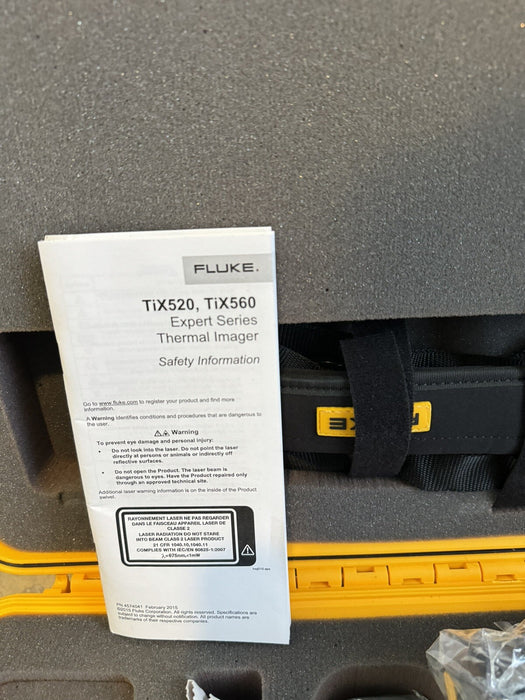 FLUKE.
TiX520, TiX560
Expert Series
Thermal Imager
Safety Information
Go to www.fluke.com to register your product and find more
information.
A Warning identifies conditions and procedures that are dangerous to
the user.
Warning
To prevent eye damage and personal injury:
• Do not look into the laser. Do not point the laser
directly at persons or animals or indirectly off
reflective surfaces.
• Do not open the Product. The laser beam is
dangerous to eyes. Have the Product repaired only
through an approved technical site.
Additional laser warning information is on the inside of the Product
swivel.
RAYONNEMENT LASER NE PAS REGARDER
DANS LE FAISCEAU APPAREIL LASER DE
CLASSE 2
LASER RADIATION DO NOT STARE
INTO BEAM CLASS 2 LASER PRODUCT
21 CFR 1040.10,1040.11
COMPLIES WITH IEC/EN 60825-1:2007
PN 4574041 February 2015
©2015 Fluke Corporation. All rights reserved. Specifications are
subject to change without notification. All product names are
trademarks of their respective companies.
FLUKE